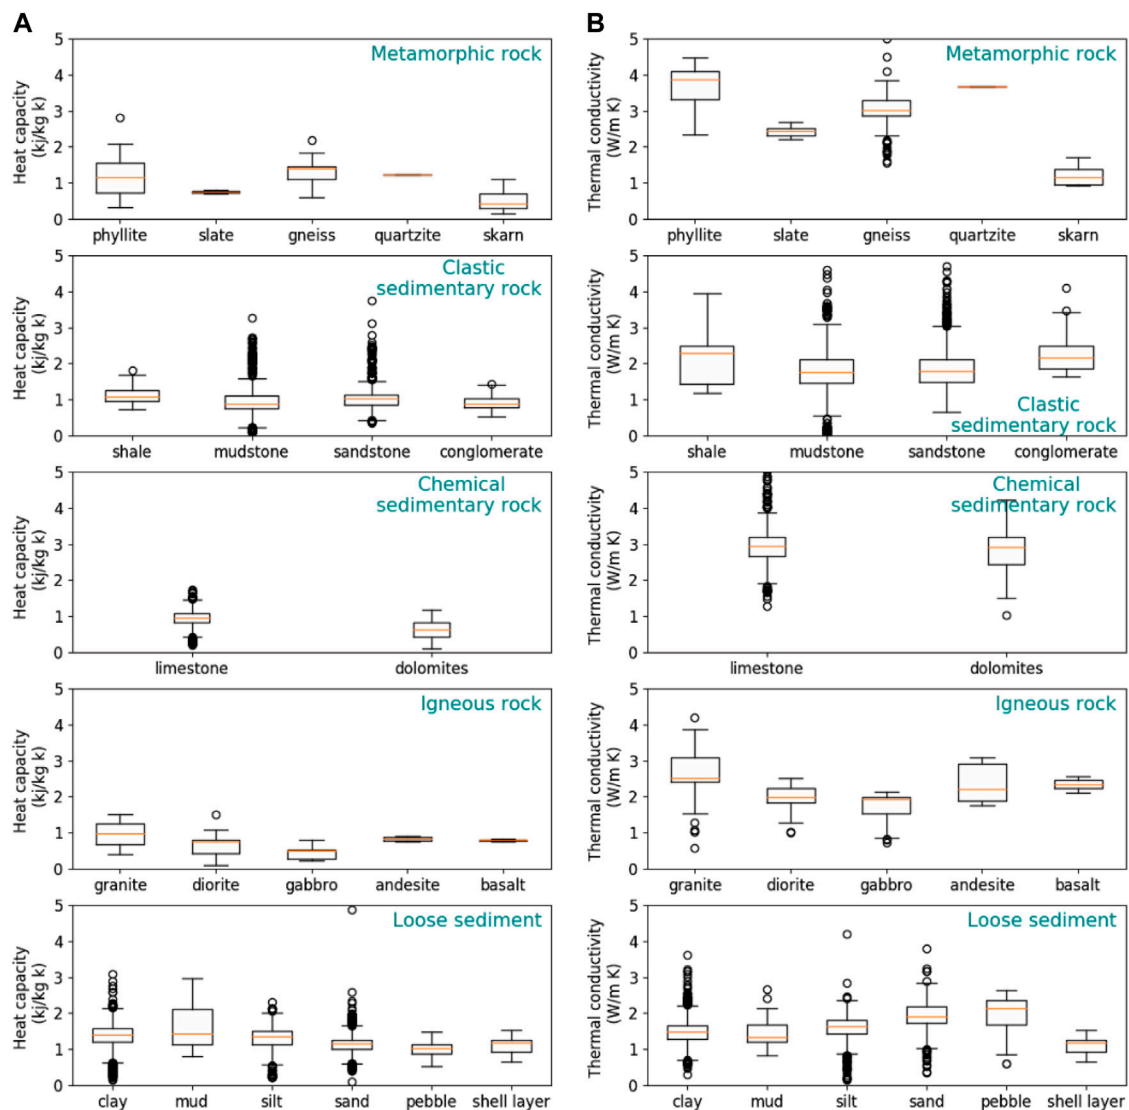 A
Metamorphic rock
Heat capacity
(kj/kg k)
5
4
3
2
1
0
phyllite slate gneiss quartzite skarn
Clastic
sedimentary rock
Heat capacity
(kj/kg k)
5
4
3
2
1
0
shale mudstone sandstone conglomerate
Chemical
sedimentary rock
Heat capacity
(kj/kg k)
5
4
3
2
1
0
limestone dolomites
Igneous rock
Heat capacity
(kj/kg k)
5
4
3
2
1
0
granite diorite gabbro andesite basalt
Loose sediment
Heat capacity
(kj/kg k)
5
4
3
2
1
0
clay mud silt sand pebble shell layer
B
Metamorphic rock
Thermal conductivity
(W/m K)
5
4
3
2
1
0
phyllite slate gneiss quartzite skarn
Thermal conductivity
(W/m K)
5
4
3
2
1
0
Clastic
sedimentary rock
shale mudstone sandstone conglomerate
Chemical
sedimentary rock
Thermal conductivity
(W/m K)
5
4
3
2
1
0
limestone dolomites
Igneous rock
Thermal conductivity
(W/m K)
5
4
3
2
1
0
granite diorite gabbro andesite basalt
Loose sediment
Thermal conductivity
(W/m K)
5
4
3
2
1
0
clay mud silt sand pebble shell layer